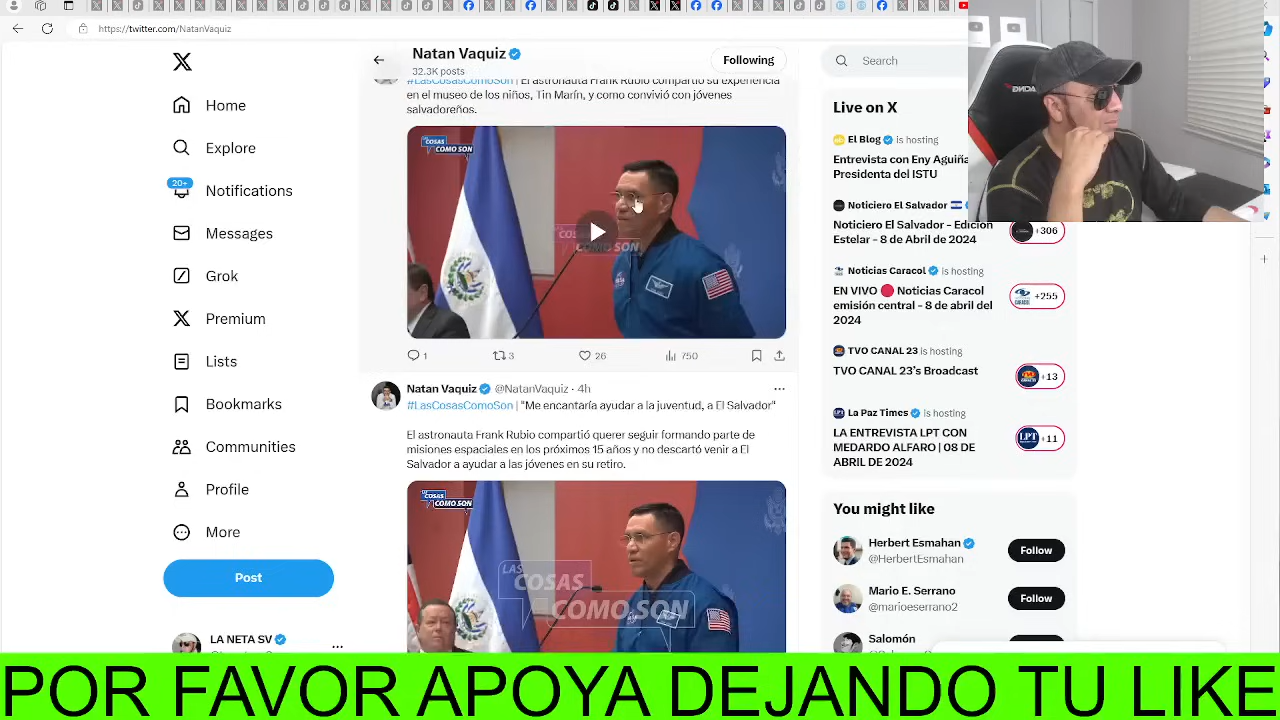 https://twitter.com/NatanVaquiz
Natan Vaquiz
32.3K posts
Following
Search
Home
Explore
20+
Notifications
Messages
Grok
Premium
Lists
Bookmarks
Communities
Profile
More
Post
LA NETA SV
#LasCosasComoSon | El astronauta Frank Rubio compartió su experiencia
en el museo de los niños, Tin Marín, y como convivió con jóvenes
salvadoreños.
LAS COSAS
COMO SON
COMO SON
1
3
26
750
Natan Vaquiz @NatanVaquiz · 4h
#LasCosasComoSon | "Me encantaría ayudar a la juventud, a El Salvador"
El astronauta Frank Rubio compartió querer seguir formando parte de
misiones espaciales en los próximos 15 años y no descartó venir a El
Salvador a ayudar a las jóvenes en su retiro.
LAS COSAS
COMO SON
LAS
COSAS
COMO SON
Live on X
El Blog is hosting
Entrevista con Eny Aguiña
Presidenta del ISTU
Noticiero El Salvador
Noticiero El Salvador - Edición
Estelar - 8 de Abril de 2024
+306
Noticias Caracol is hosting
EN VIVO 🔴 Noticias Caracol
emisión central - 8 de abril del
2024
+255
TVO CANAL 23 is hosting
TVO CANAL 23's Broadcast
+13
La Paz Times is hosting
LA ENTREVISTA LPT CON
MEDARDO ALFARO | 08 DE
ABRIL DE 2024
LPT +11
You might like
Herbert Esmahan
@HerbertEsmahan
Follow
Mario E. Serrano
@marioeserrano2
Follow
Salomón
POR FAVOR APOYA DEJANDO TU LIKE